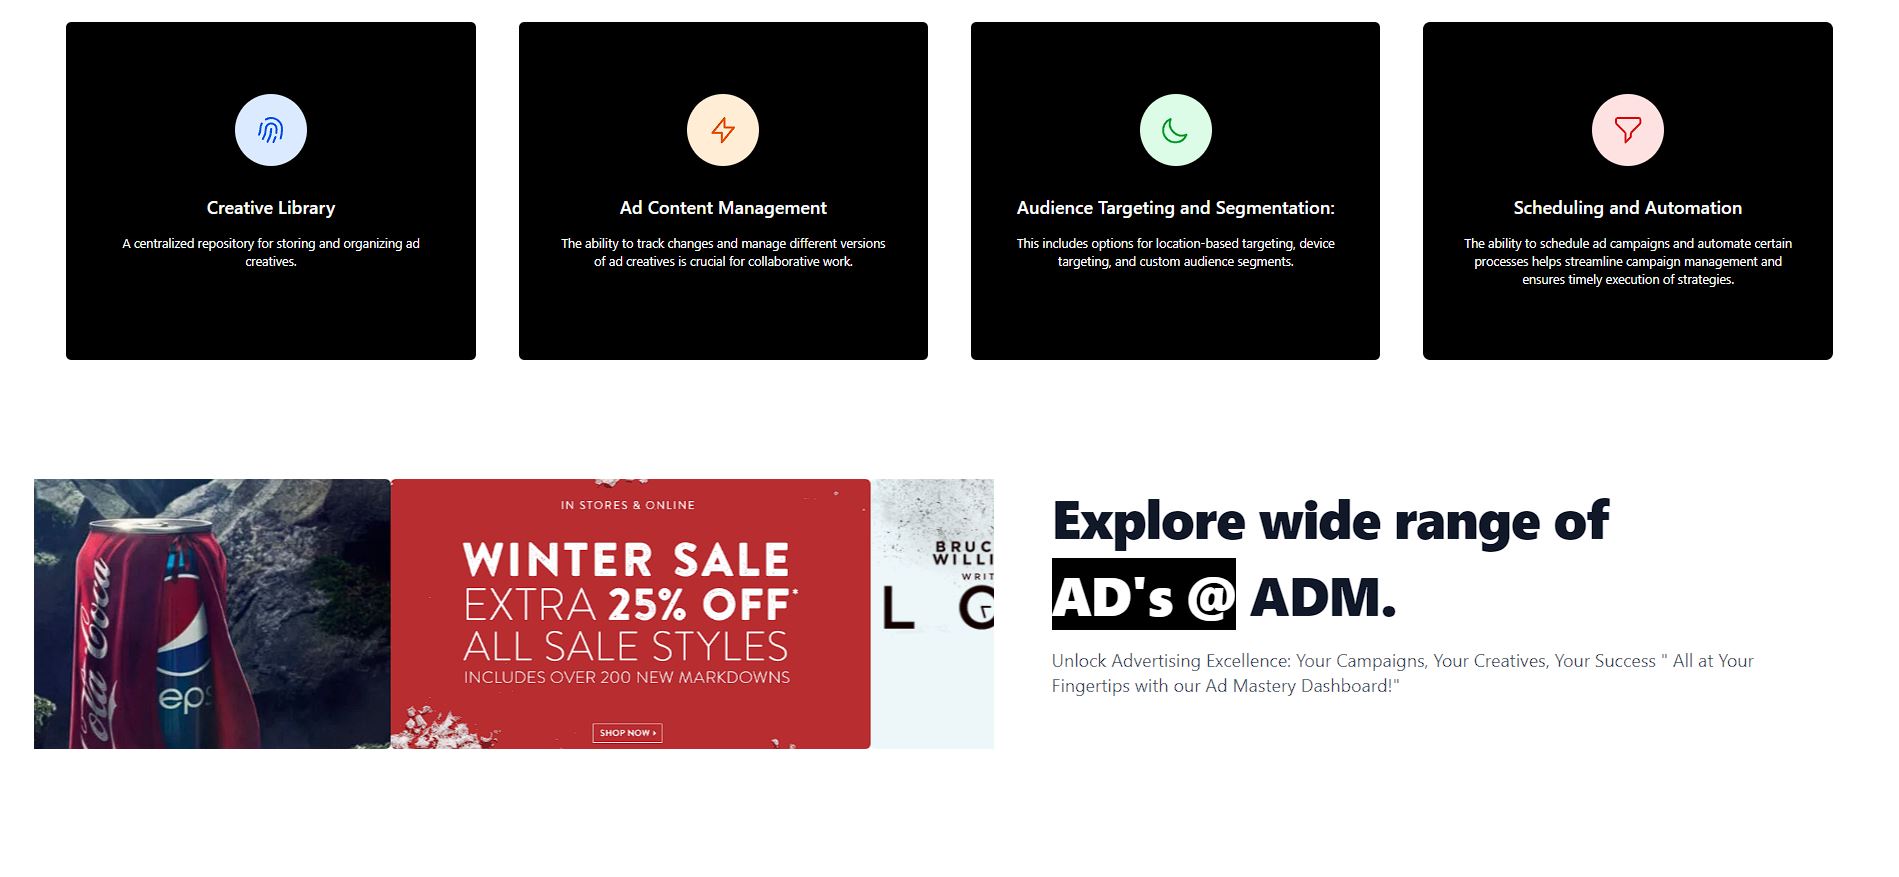 Creative Library
A centralized repository for storing and organizing ad
creatives.
Ad Content Management
The ability to track changes and manage different versions
of ad creatives is crucial for collaborative work.
Audience Targeting and Segmentation:
This includes options for location-based targeting, device
targeting, and custom audience segments.
Scheduling and Automation
The ability to schedule ad campaigns and automate certain
processes helps streamline campaign management and
ensures timely execution of strategies.
Cola Coca
eps
IN STORES & ONLINE
WINTER SALE
EXTRA 25% OFF*
ALL SALE STYLES
INCLUDES OVER 200 NEW MARKDOWNS
SHOP NOW ›
BRUC
WILLI
WRIT
L
Explore wide range of
AD's @ ADM.
Unlock Advertising Excellence: Your Campaigns, Your Creatives, Your Success " All at Your
Fingertips with our Ad Mastery Dashboard!"